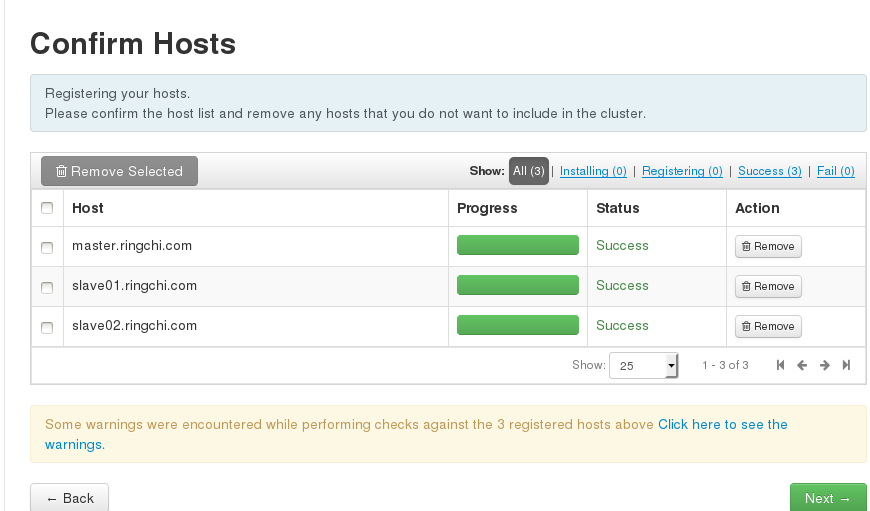 Confirm Hosts
Registering your hosts.
Please confirm the host list and remove any hosts that you do not want to include in the cluster.
Remove Selected
Show: All (3) | Installing (0) | Registering (0) | Success (3) | Fail (0)
Host Progress Status Action
master.ringchi.com Success Remove
slave01.ringchi.com Success Remove
slave02.ringchi.com Success Remove
Show: 25 1 - 3 of 3
Some warnings were encountered while performing checks against the 3 registered hosts above Click here to see the
warnings.
← Back
Next →